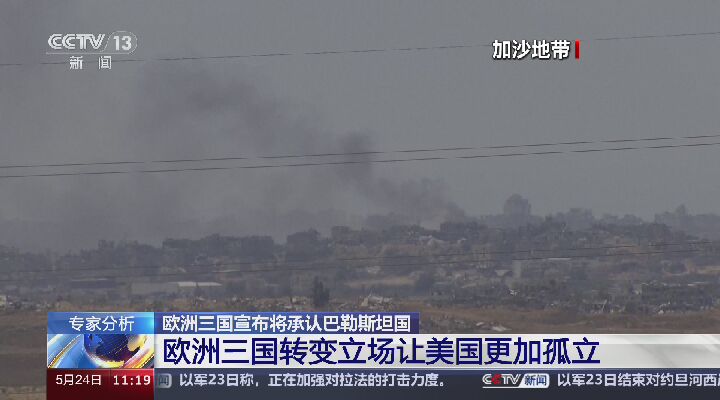 CCTV 13
新闻
加沙地带
专家分析
欧洲三国宣布将承认巴勒斯坦国
欧洲三国转变立场让美国更加孤立
5月24日 11:19 闻 以军23日称，正在加强对拉法的打击力度。 CCTV 新闻 以军23日结束对约旦河西